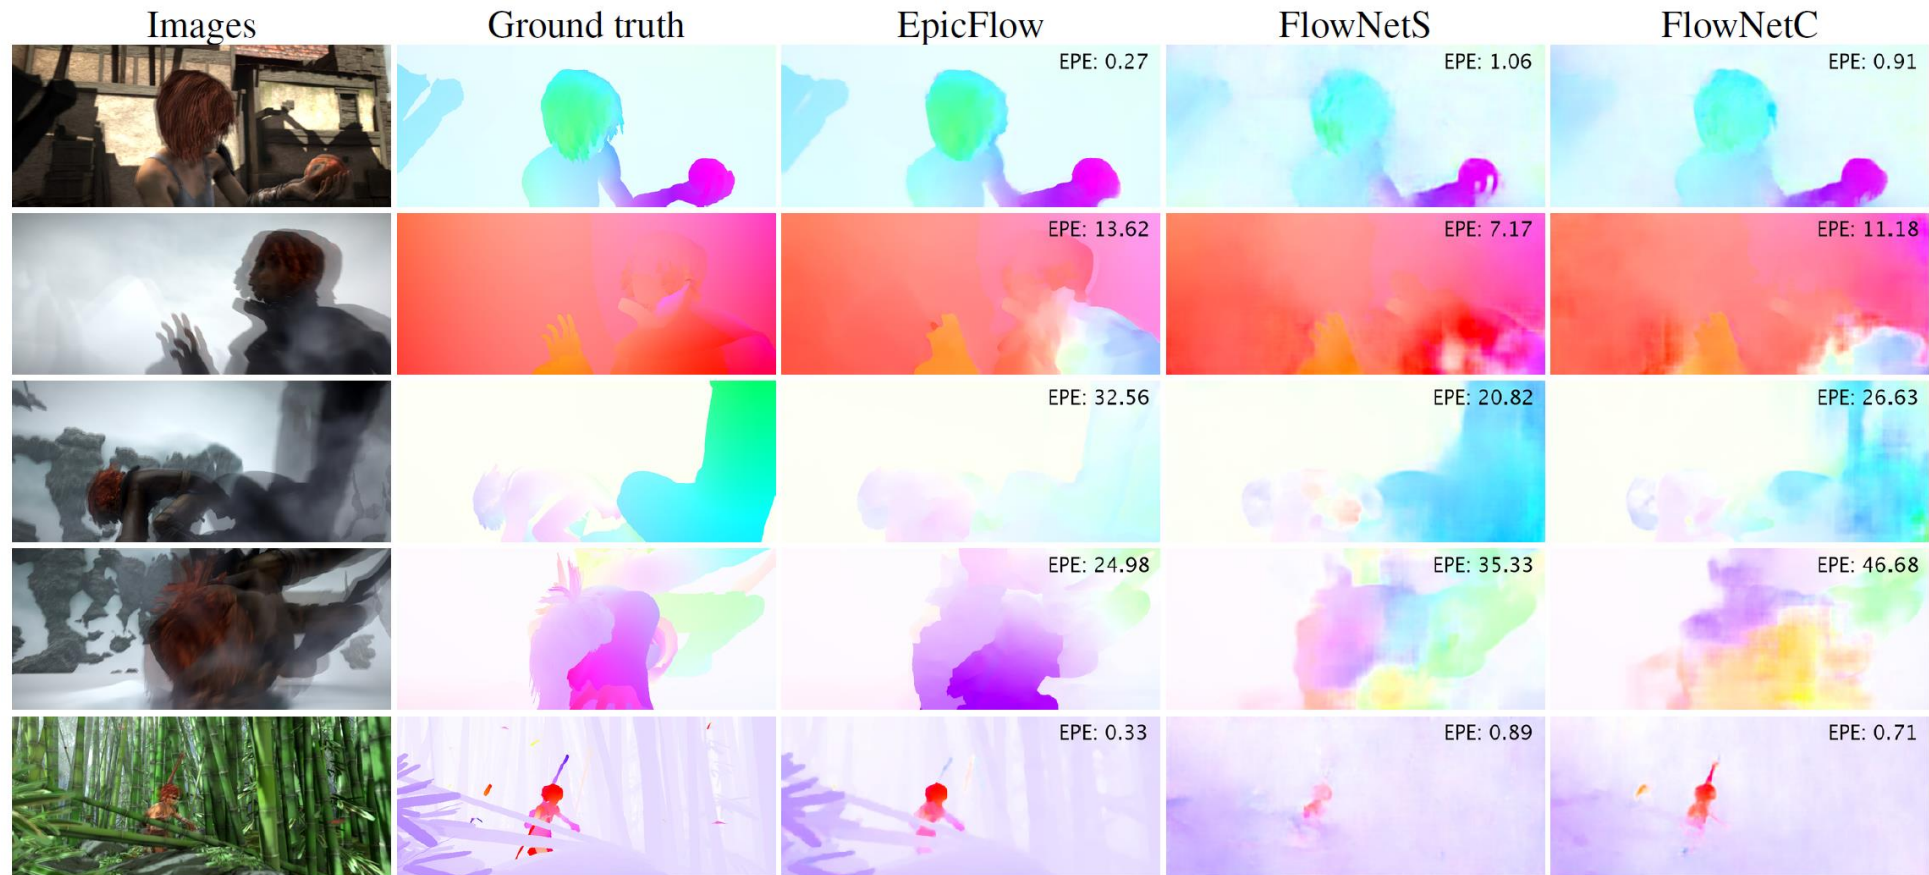 Images Ground truth EpicFlow FlowNetS FlowNetC
EPE: 0.27 EPE: 1.06 EPE: 0.91
EPE: 13.62 EPE: 7.17 EPE: 11.18
EPE: 32.56 EPE: 20.82 EPE: 26.63
EPE: 24.98 EPE: 35.33 EPE: 46.68
EPE: 0.33 EPE: 0.89 EPE: 0.71